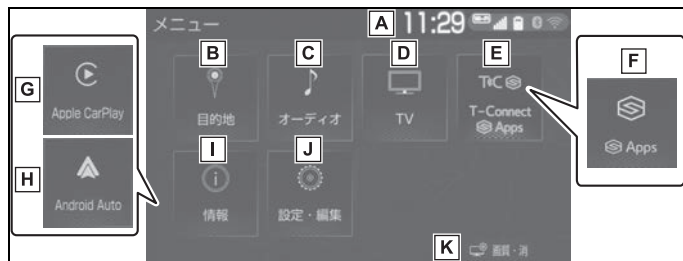 メニュー
A
11:29
B
C
D
E
F
G
Apple CarPlay
目的地
オーディオ
TV
T-Connect
Apps
Apps
H
Android Auto
I
情報
J
設定・編集
K
画質・消